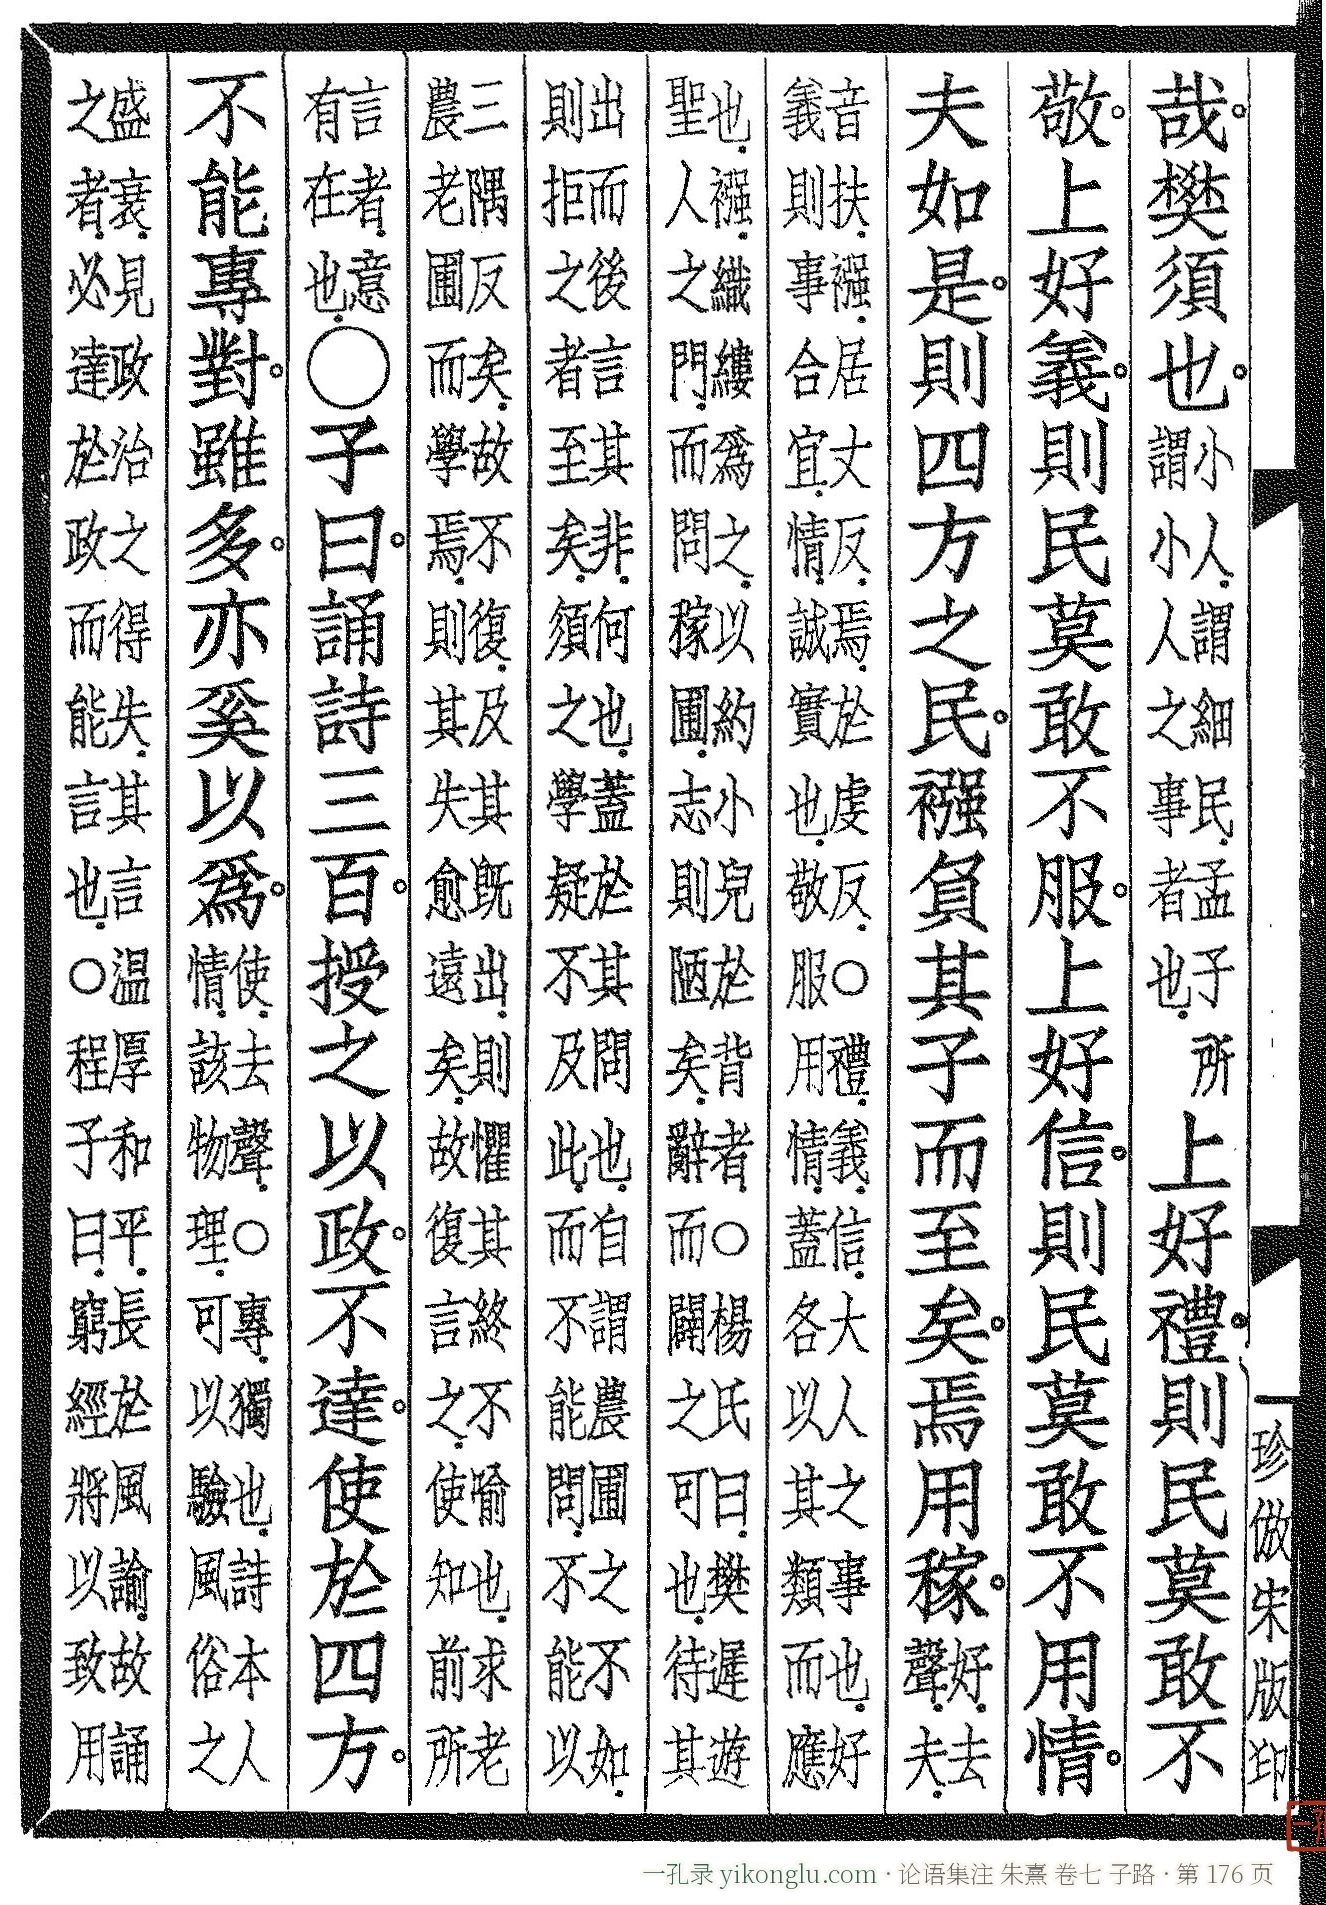 哉。樊須也。小人。謂細民。孟子所謂小人之事者也。上好禮。則民莫敢不
敬。上好義。則民莫敢不服。上好信。則民莫敢不用情。
夫如是。則四方之民。襁負其子而至矣。焉用稼。好.去聲.夫.
音扶.襁.居丈反.焉.於虔反.○禮義.信.大人之事也.好
義則事合宜.情.誠實也.敬服用情.蓋各以其類而應
也.襁.織縷爲之.以約小兒於背者.○楊氏曰.樊遲遊
聖人之門.而問稼圃.志則陋矣.辭而闢之可也.待其
出而後言其非.何也.蓋於其問也.自謂農圃之不如.
則拒之者至矣.須之學疑不及此.而不能問.不能以
三隅反矣.故不復.及其旣出.則懼其終不喻也.求老
農老圃而學焉.則其失愈遠矣.故復言之.使知前所
言者意有在也.○子曰。誦詩三百。授之以政。不達。使於四方。
不能專對。雖多。亦奚以爲。使.去聲.○專.獨也.詩本人情.該物理.可以驗風俗之
盛衰.見政治之得失.其言温厚和平.長於風諭.故誦
之者.必達於政而能言也.○程子曰.窮經將以致用
珍倣宋版印
一孔录 yikonglu.com · 论语集注 朱熹 卷七 子路 · 第 176 页